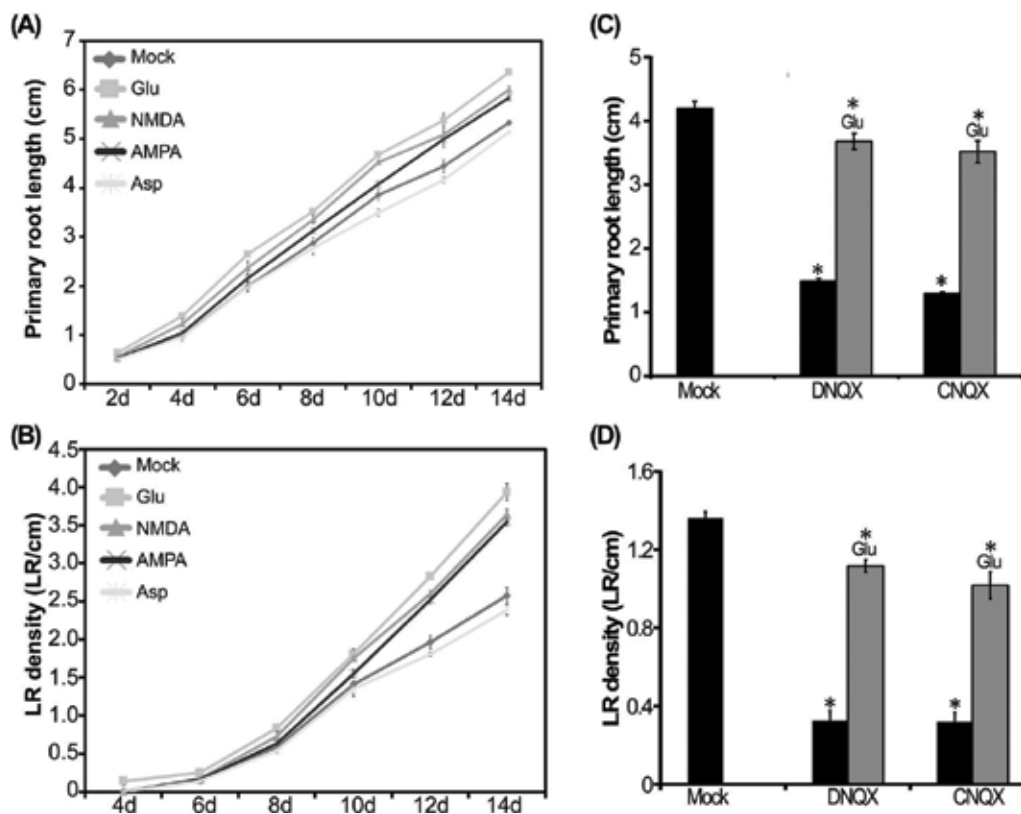 (A)
Primary root length (cm)
7
6
5
4
3
2
1
0
Mock
Glu
NMDA
AMPA
Asp
2d 4d 6d 8d 10d 12d 14d
(B)
LR density (LR/cm)
4.5
4.0
3.5
3.0
2.5
2.0
1.5
1.0
0.5
0
Mock
Glu
NMDA
AMPA
Asp
4d 6d 8d 10d 12d 14d
(C)
Primary root length (cm)
5
4
3
2
1
0
*
Glu
*
Glu
*
*
Mock DNQX CNQX
(D)
LR density (LR/cm)
1.6
1.2
0.8
0.4
0
*
Glu
*
Glu
*
*
Mock DNQX CNQX